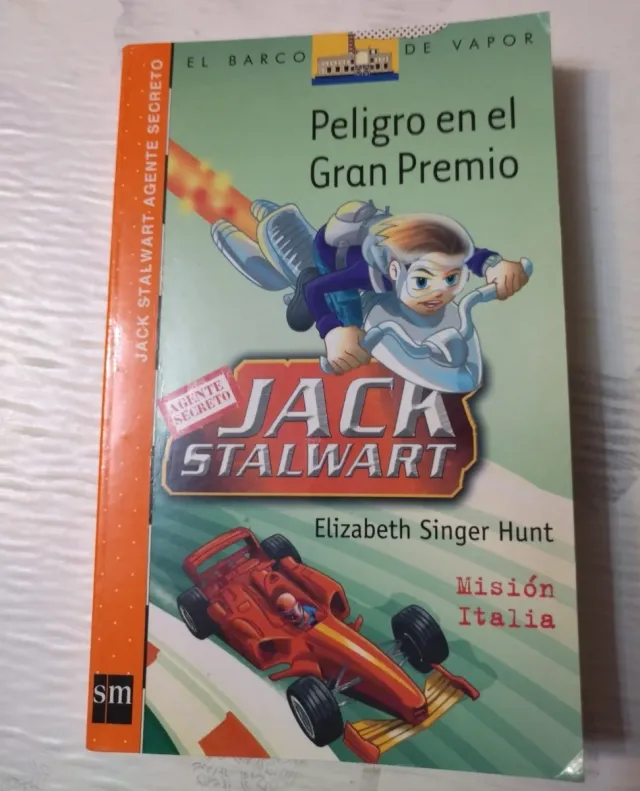 EL BARCO DE VAPOR
Peligro en el
Gran Premio
AGENTE
SECRETO
JACK
STALWART
Elizabeth Singer Hunt
Misión
Italia
JACK STALWART AGENTE SECRETO
sm